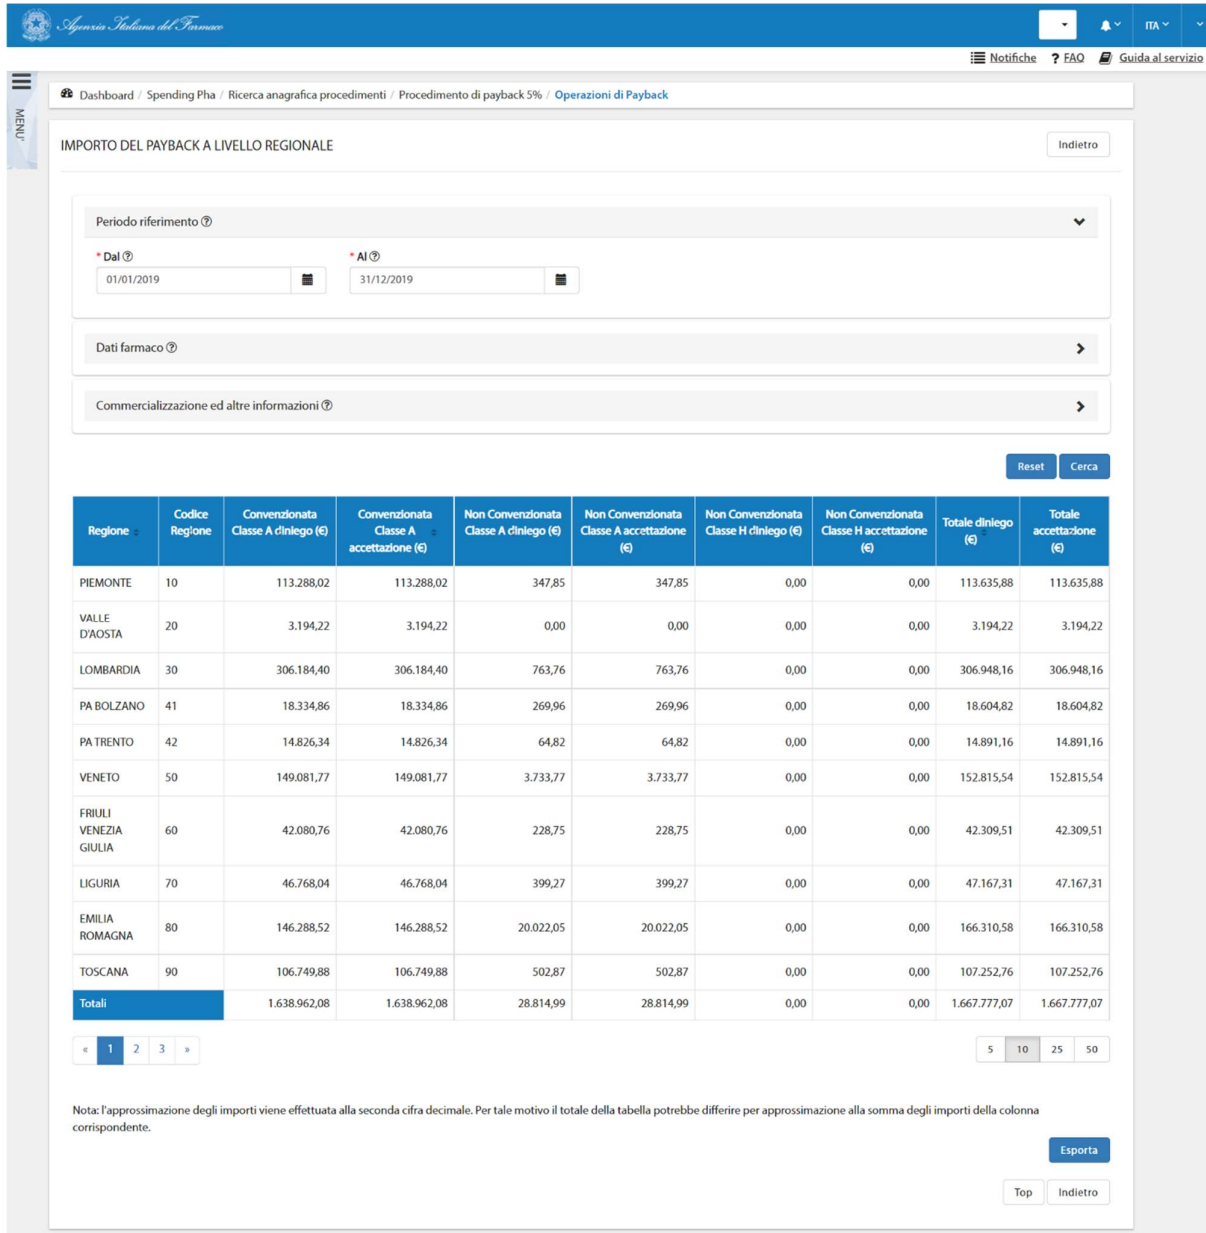 Agenzia Italiana del Farmaco
ITA
Notifiche ? FAQ Guida al servizio
MENU'
Dashboard / Spending Pha / Ricerca anagrafica procedimenti / Procedimento di payback 5% / Operazioni di Payback
IMPORTO DEL PAYBACK A LIVELLO REGIONALE
Indietro
Periodo riferimento ?
* Dal ? * Al ?
01/01/2019 31/12/2019
Dati farmaco ?
Commercializzazione ed altre informazioni ?
Reset Cerca
Regione Codice Regione Convenzionata Classe A diniego (€) Convenzionata Classe A accettazione (€) Non Convenzionata Classe A diniego (€) Non Convenzionata Classe A accettazione (€) Non Convenzionata Classe H diniego (€) Non Convenzionata Classe H accettazione (€) Totale diniego (€) Totale accettazione (€)
PIEMONTE 10 113.288,02 113.288,02 347,85 347,85 0,00 0,00 113.635,88 113.635,88
VALLE D'AOSTA 20 3.194,22 3.194,22 0,00 0,00 0,00 0,00 3.194,22 3.194,22
LOMBARDIA 30 306.184,40 306.184,40 763,76 763,76 0,00 0,00 306.948,16 306.948,16
PA BOLZANO 41 18.334,86 18.334,86 269,96 269,96 0,00 0,00 18.604,82 18.604,82
PA TRENTO 42 14.826,34 14.826,34 64,82 64,82 0,00 0,00 14.891,16 14.891,16
VENETO 50 149.081,77 149.081,77 3.733,77 3.733,77 0,00 0,00 152.815,54 152.815,54
FRIULI VENEZIA GIULIA 60 42.080,76 42.080,76 228,75 228,75 0,00 0,00 42.309,51 42.309,51
LIGURIA 70 46.768,04 46.768,04 399,27 399,27 0,00 0,00 47.167,31 47.167,31
EMILIA ROMAGNA 80 146.288,52 146.288,52 20.022,05 20.022,05 0,00 0,00 166.310,58 166.310,58
TOSCANA 90 106.749,88 106.749,88 502,87 502,87 0,00 0,00 107.252,76 107.252,76
Totali 1.638.962,08 1.638.962,08 28.814,99 28.814,99 0,00 0,00 1.667.777,07 1.667.777,07
« 1 2 3 » 5 10 25 50
Nota: l'approssimazione degli importi viene effettuata alla seconda cifra decimale. Per tale motivo il totale della tabella potrebbe differire per approssimazione alla somma degli importi della colonna
corrispondente.
Esporta
Top Indietro